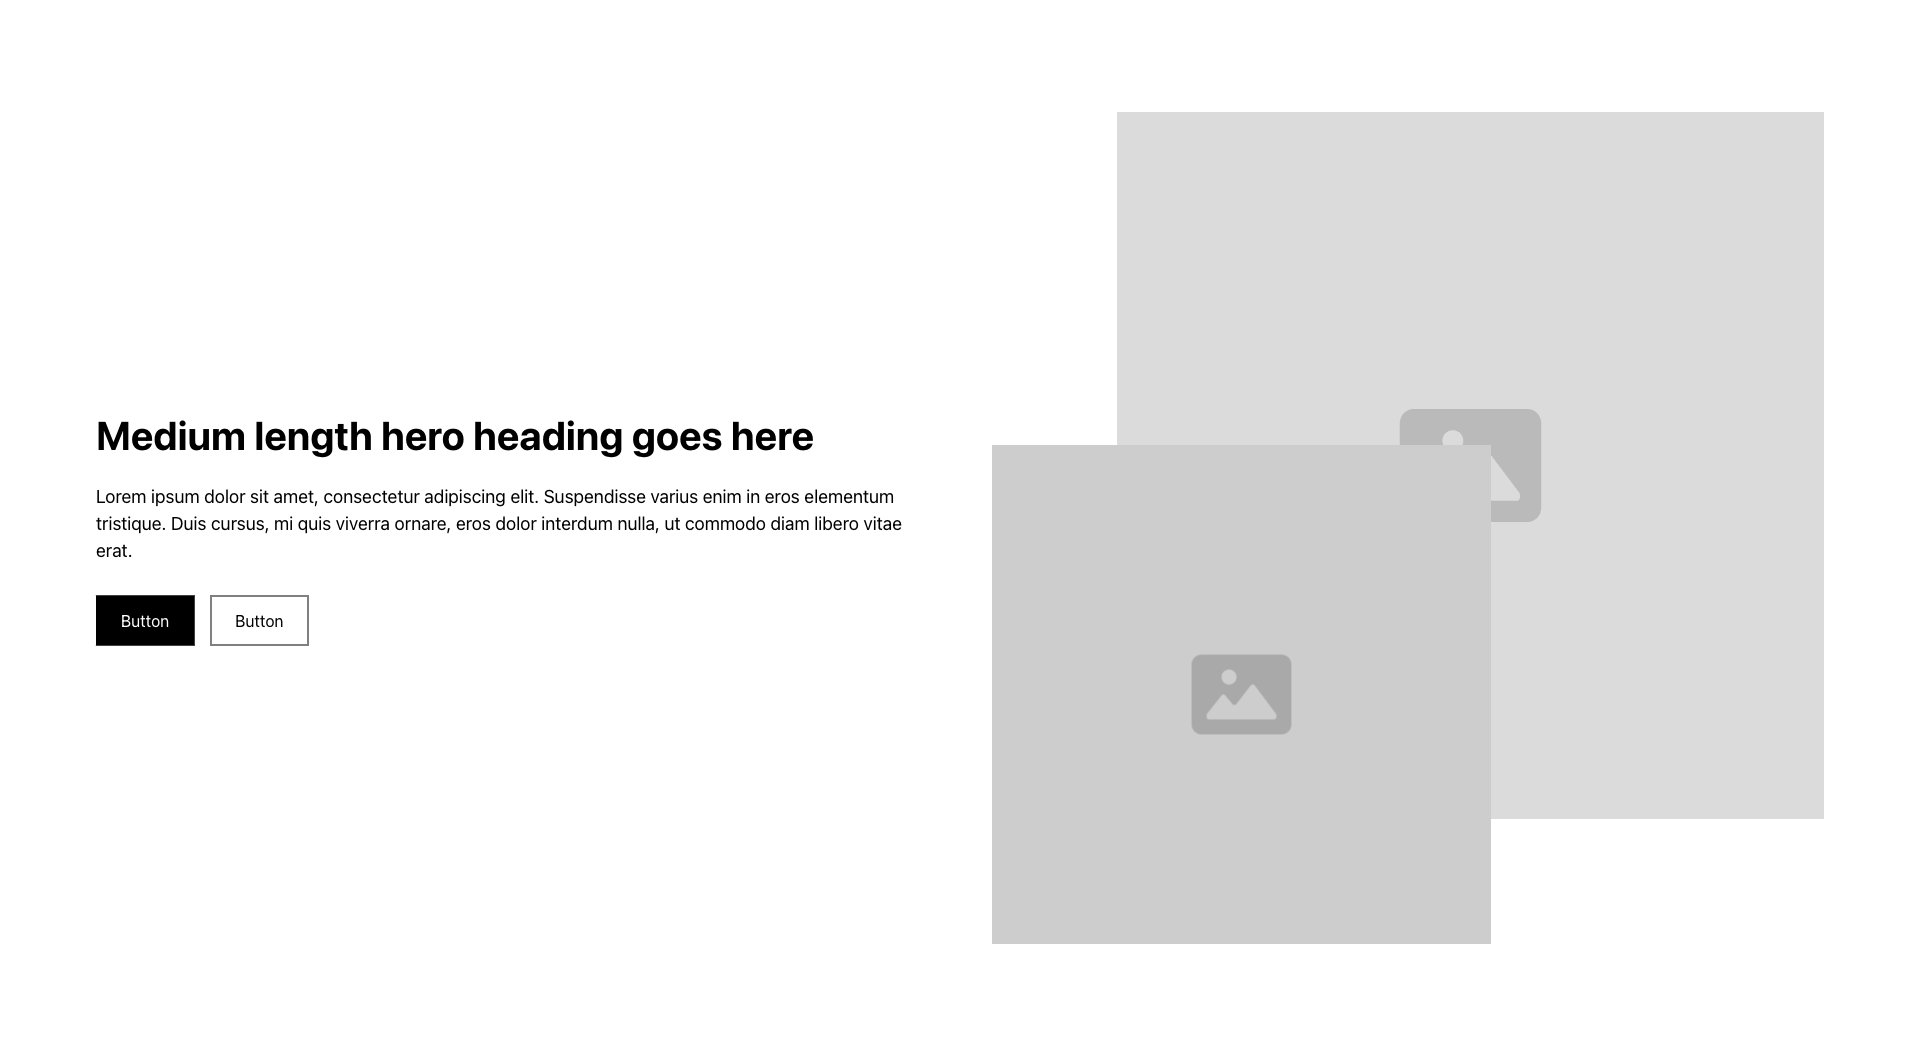 Medium length hero heading goes here
Lorem ipsum dolor sit amet, consectetur adipiscing elit. Suspendisse varius enim in eros elementum
tristique. Duis cursus, mi quis viverra ornare, eros dolor interdum nulla, ut commodo diam libero vitae
erat.
Button Button